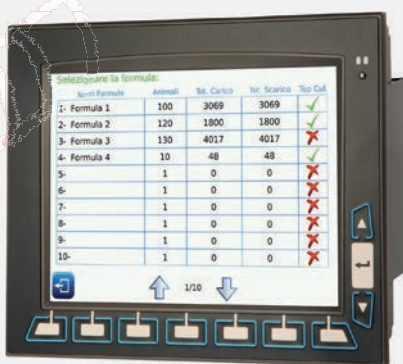 Selezionare la formula:
Nomi Formule Animali Tot. Carico Tot. Scarico Top Cut
1- Formula 1 100 3069 3069
2- Formula 2 120 1800 1800
3- Formula 3 130 4017 4017
4- Formula 4 10 48 48
5- 1 0 0
6- 1 0 0
7- 1 0 0
8- 1 0 0
9- 1 0 0
10- 1 0 0
1/10